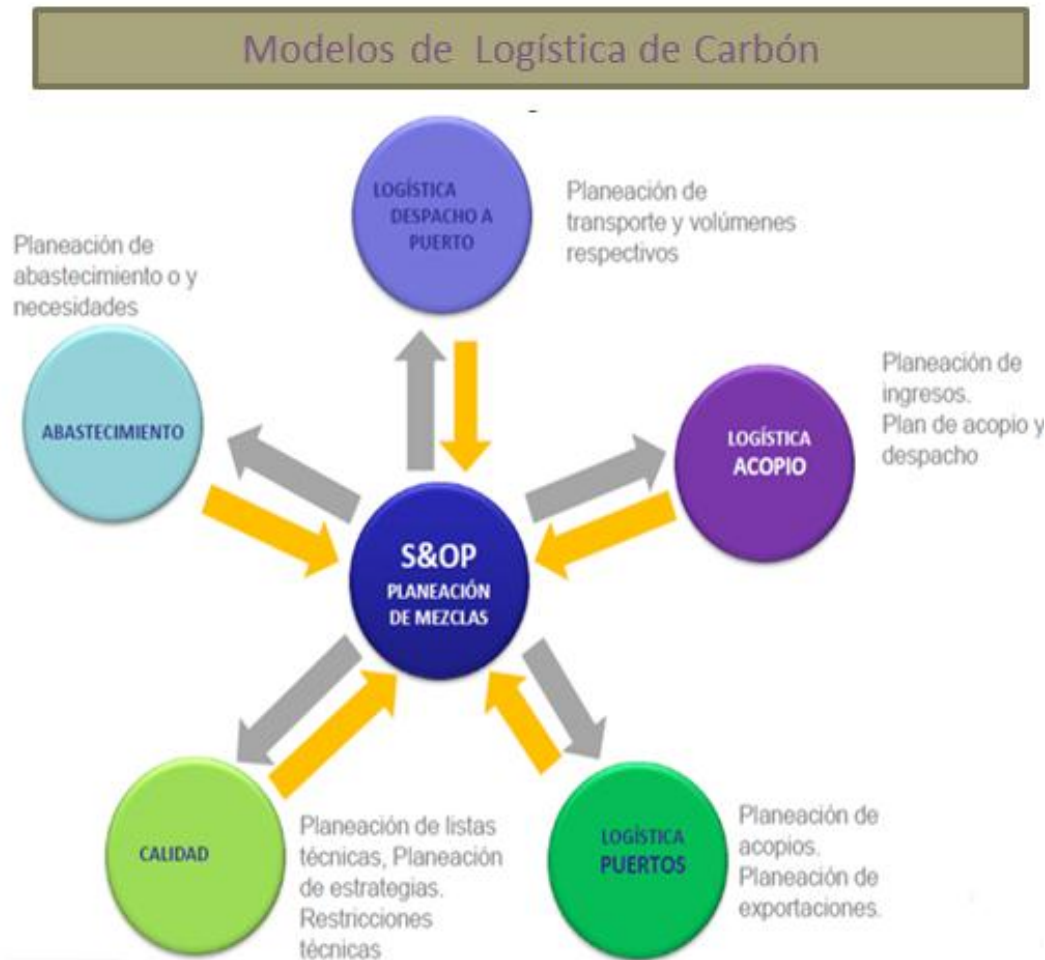 Modelos de Logística de Carbón
LOGÍSTICA
DESPACHO A
PUERTO
Planeación de
transporte y volúmenes
respectivos
Planeación de
abastecimiento o y
necesidades
ABASTECIMIENTO
Planeación de
ingresos.
Plan de acopio y
despacho
LOGÍSTICA
ACOPIO
S&OP
PLANEACIÓN
DE MEZCLAS
CALIDAD
Planeación de listas
técnicas, Planeación
de estrategias.
Restricciones
técnicas
LOGÍSTICA
PUERTOS
Planeación de
acopios.
Planeación de
exportaciones.